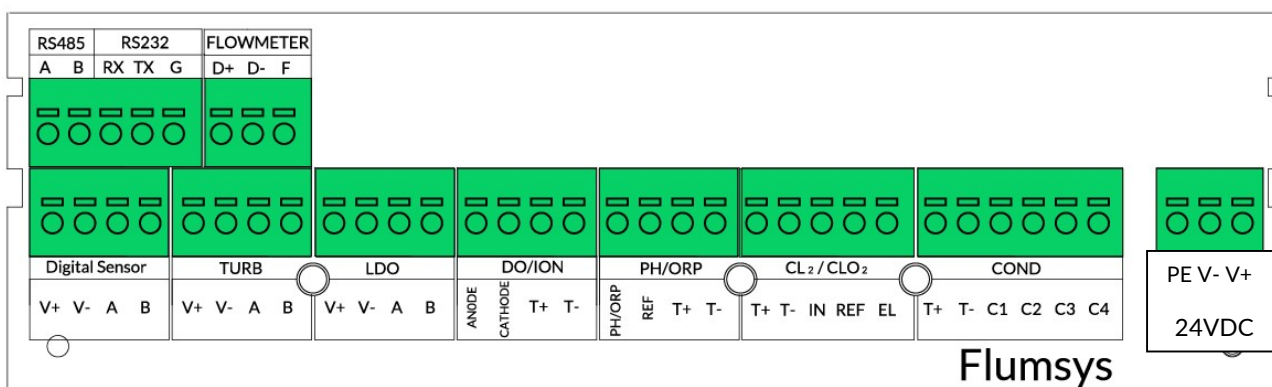 RS485 RS232 FLOWMETER
A B RX TX G D+ D- F
Digital Sensor TURB LDO DO/ION PH/ORP CL₂/CLO₂ COND
V+ V- A B V+ V- A B V+ V- A B ANODE CATHODE T+ T- PH/ORP REF T+ T- T+ T- IN REF EL T+ T- C1 C2 C3 C4
PE V- V+
24VDC
Flumsys